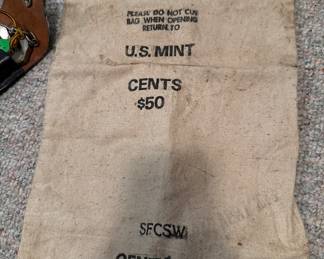 PLEASE DO NOT CUT
BAG WHEN OPENING
RETURN TO
U.S. MINT
CENTS
$50
SFCSW